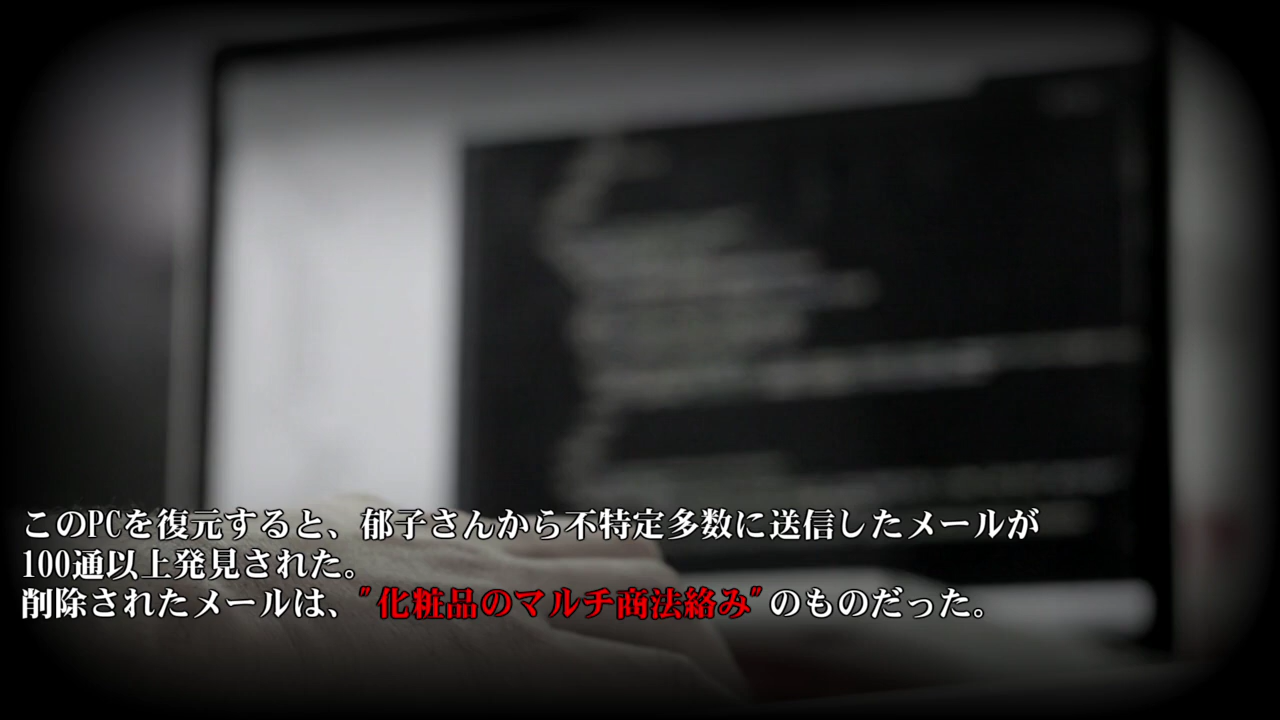 このPCを復元すると、郁子さんから不特定多数に送信したメールが
100通以上発見された。
削除されたメールは、"化粧品のマルチ商法絡み"のものだった。